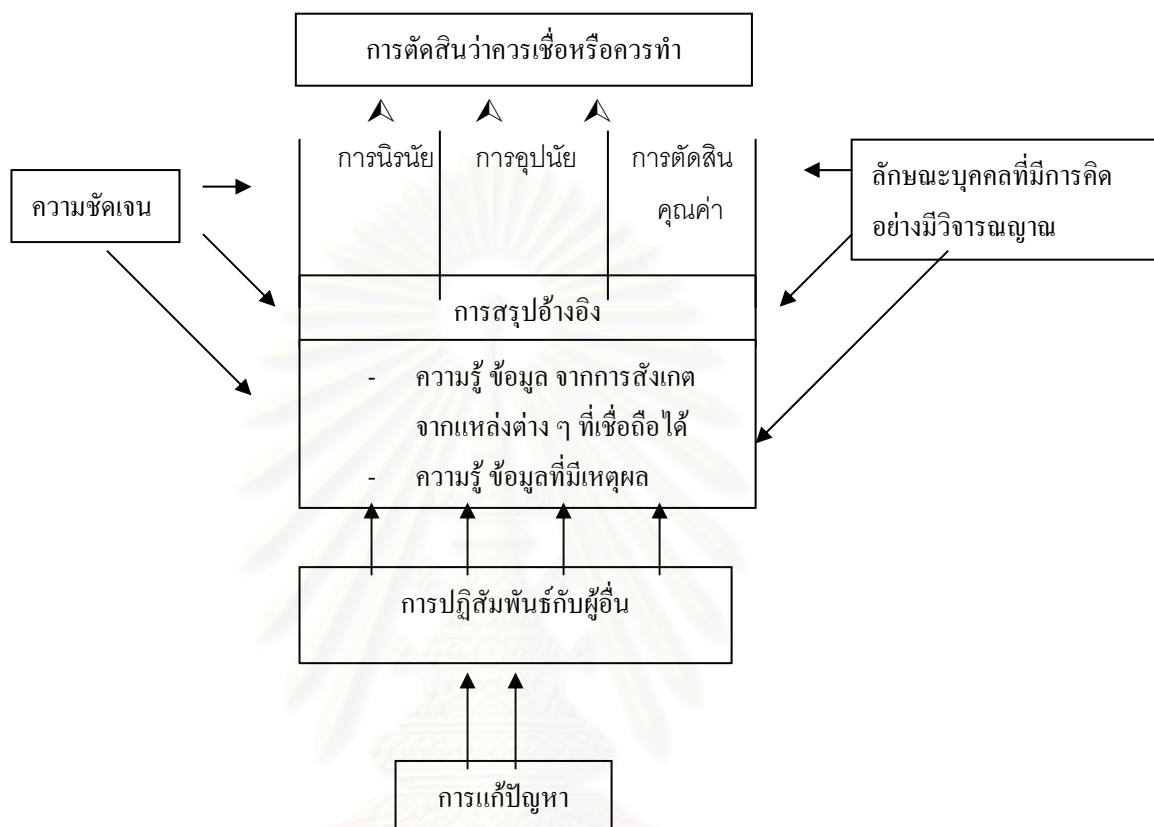 การตัดสินว่าควรเชื่อหรือควรทำ
การนิรนัย
การอุปนัย
การตัดสิน
คุณค่า
ความชัดเจน
ลักษณะบุคคลที่มีการคิด
อย่างมีวิจารณญาณ
การสรุปอ้างอิง
- ความรู้ ข้อมูล จากการสังเกต
จากแหล่งต่าง ๆ ที่เชื่อถือได้
- ความรู้ ข้อมูลที่มีเหตุผล
การปฏิสัมพันธ์กับผู้อื่น
การแก้ปัญหา